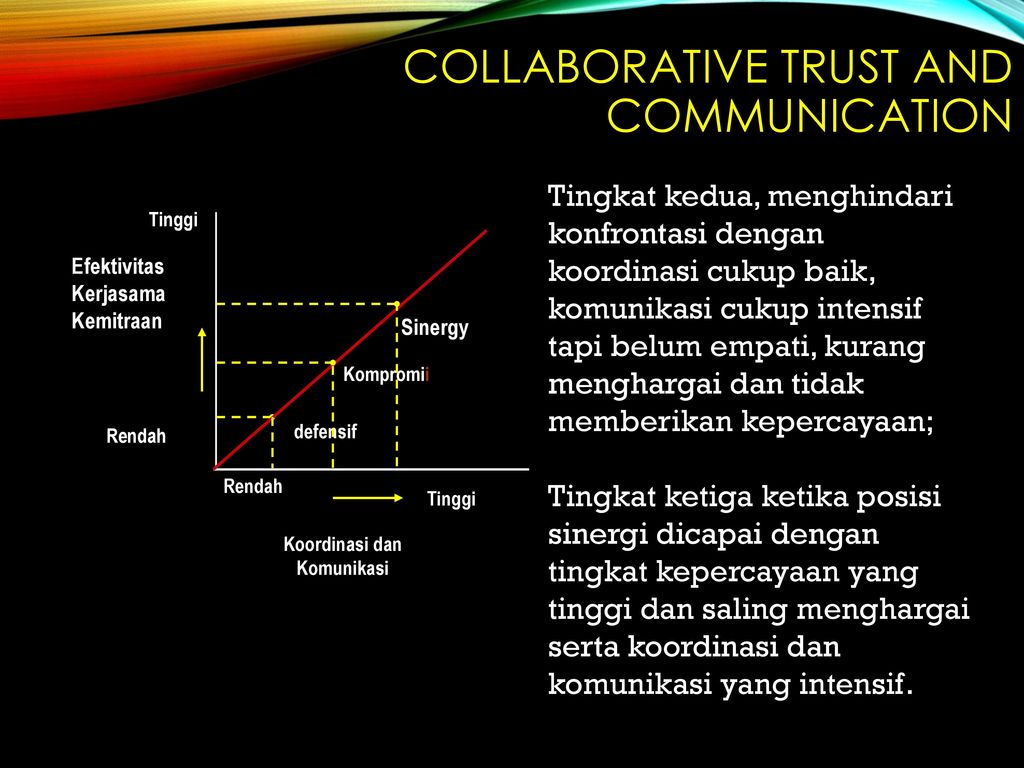 COLLABORATIVE TRUST AND
COMMUNICATION
Tinggi
Efektivitas
Kerjasama
Kemitraan
Sinergy
Kompromii
defensif
Rendah
Rendah
Tinggi
Koordinasi dan
Komunikasi
Tingkat kedua, menghindari
konfrontasi dengan
koordinasi cukup baik,
komunikasi cukup intensif
tapi belum empati, kurang
menghargai dan tidak
memberikan kepercayaan;
Tingkat ketiga ketika posisi
sinergi dicapai dengan
tingkat kepercayaan yang
tinggi dan saling menghargai
serta koordinasi dan
komunikasi yang intensif.